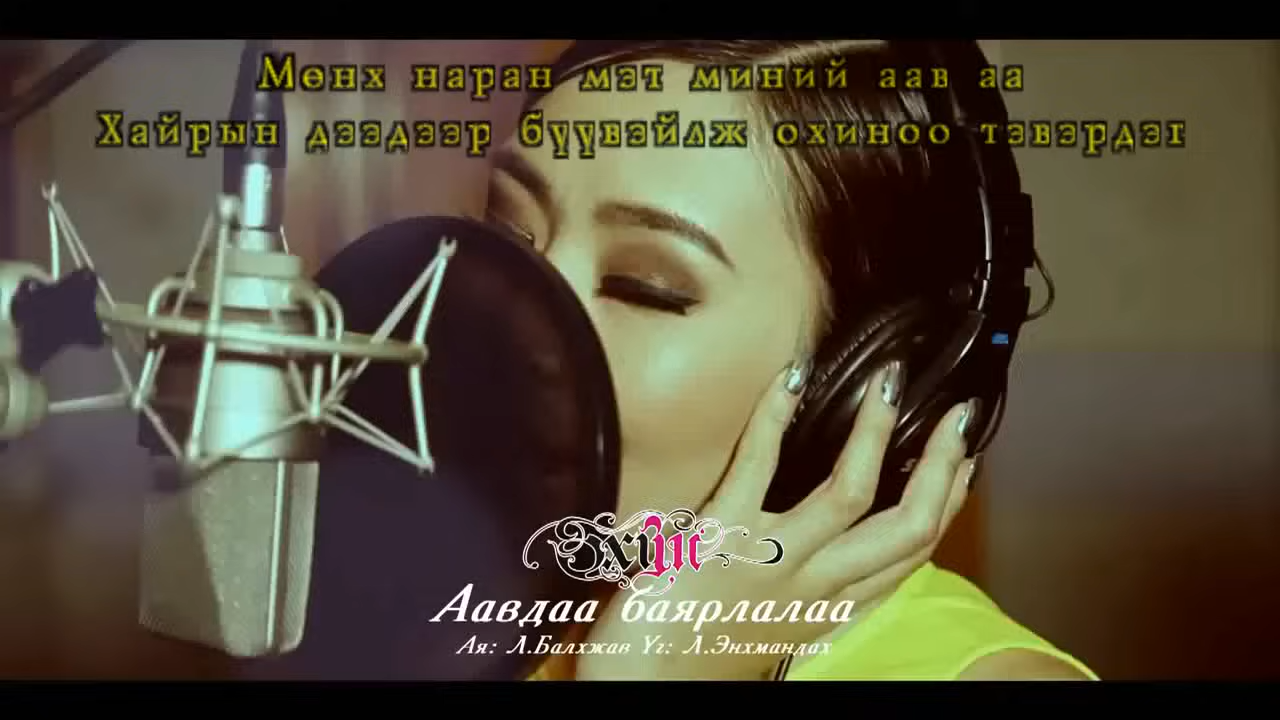 Мөнх наран мэт миний аав аа
Хайрын дээдээр бүүвэйлж охиноо тэвэрдэг
Аавдаа баярлалаа
Ая: Л.Балхжав Үг: Л.Энхмандах